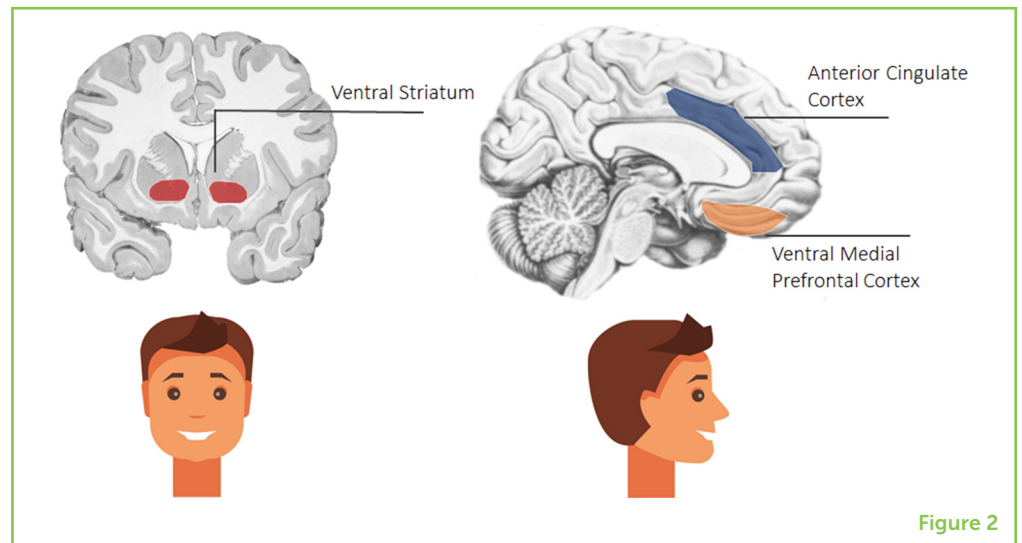 Ventral Striatum
Anterior Cingulate
Cortex
Ventral Medial
Prefrontal Cortex
Figure 2